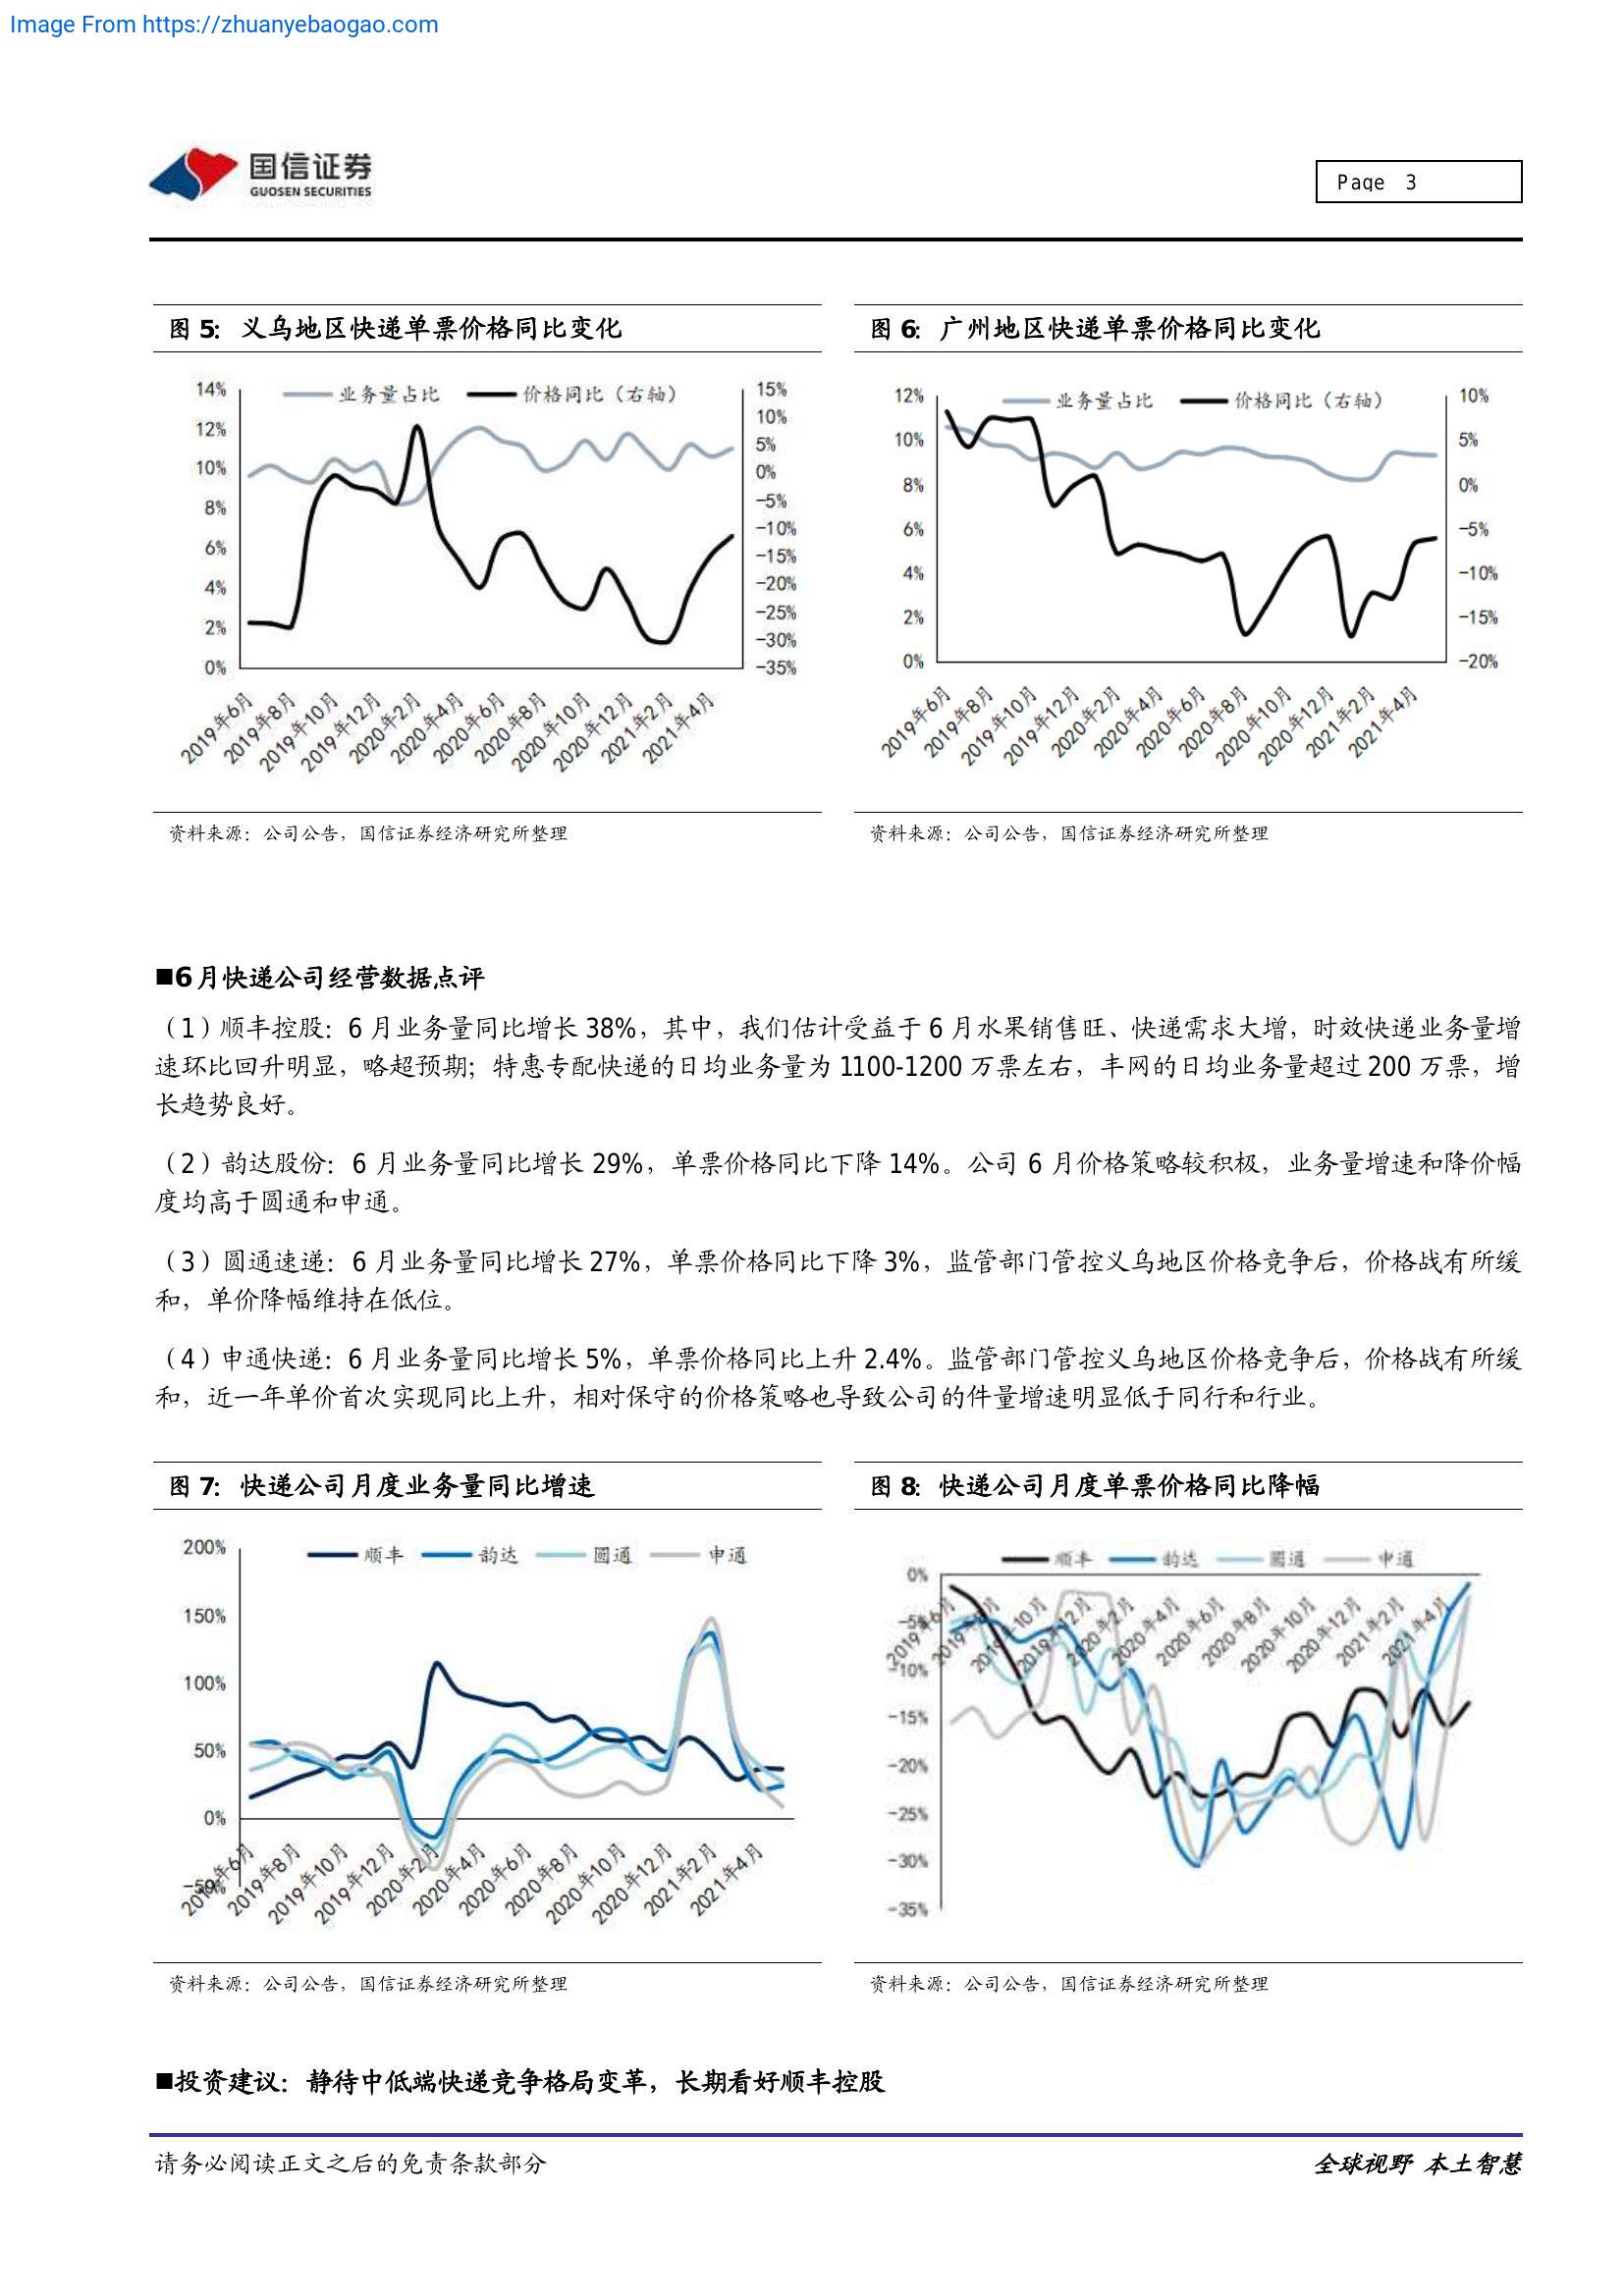 Image From https://zhuanyebaogao.com
国信证券
GUOSEN SECURITIES
Page 3
图 5: 义乌地区快递单票价格同比变化
业务量占比 价格同比（右轴）
14%
12%
10%
8%
6%
4%
2%
0%
15%
10%
5%
0%
-5%
-10%
-15%
-20%
-25%
-30%
-35%
2019年6月
2019年8月
2019年10月
2019年12月
2020年2月
2020年4月
2020年6月
2020年8月
2020年10月
2020年12月
2021年2月
2021年4月
资料来源：公司公告，国信证券经济研究所整理
图 6: 广州地区快递单票价格同比变化
业务量占比 价格同比（右轴）
12%
10%
8%
6%
4%
2%
0%
10%
5%
0%
-5%
-10%
-15%
-20%
2019年6月
2019年8月
2019年10月
2019年12月
2020年2月
2020年4月
2020年6月
2020年8月
2020年10月
2020年12月
2021年2月
2021年4月
资料来源：公司公告，国信证券经济研究所整理
■6 月快递公司经营数据点评
（1）顺丰控股：6 月业务量同比增长 38%，其中，我们估计受益于 6 月水果销售旺、快递需求大增，时效快递业务量增
速环比回升明显，略超预期；特惠专配快递的日均业务量为 1100-1200 万票左右，丰网的日均业务量超过 200 万票，增
长趋势良好。
（2）韵达股份：6 月业务量同比增长 29%，单票价格同比下降 14%。公司 6 月价格策略较积极，业务量增速和降价幅
度均高于圆通和申通。
（3）圆通速递：6 月业务量同比增长 27%，单票价格同比下降 3%，监管部门管控义乌地区价格竞争后，价格战有所缓
和，单价降幅维持在低位。
（4）申通快递：6 月业务量同比增长 5%，单票价格同比上升 2.4%。监管部门管控义乌地区价格竞争后，价格战有所缓
和，近一年单价首次实现同比上升，相对保守的价格策略也导致公司的件量增速明显低于同行和行业。
图 7: 快递公司月度业务量同比增速
顺丰 韵达 圆通 申通
200%
150%
100%
50%
0%
-50%
2019年6月
2019年8月
2019年10月
2019年12月
2020年2月
2020年4月
2020年6月
2020年8月
2020年10月
2020年12月
2021年2月
2021年4月
资料来源：公司公告，国信证券经济研究所整理
图 8: 快递公司月度单票价格同比降幅
顺丰 韵达 圆通 申通
0%
-5%
-10%
-15%
-20%
-25%
-30%
-35%
2019年6月
2019年8月
2019年10月
2019年12月
2020年2月
2020年4月
2020年6月
2020年8月
2020年10月
2020年12月
2021年2月
2021年4月
资料来源：公司公告，国信证券经济研究所整理
■投资建议：静待中低端快递竞争格局变革，长期看好顺丰控股
请务必阅读正文之后的免责条款部分
全球视野 本土智慧